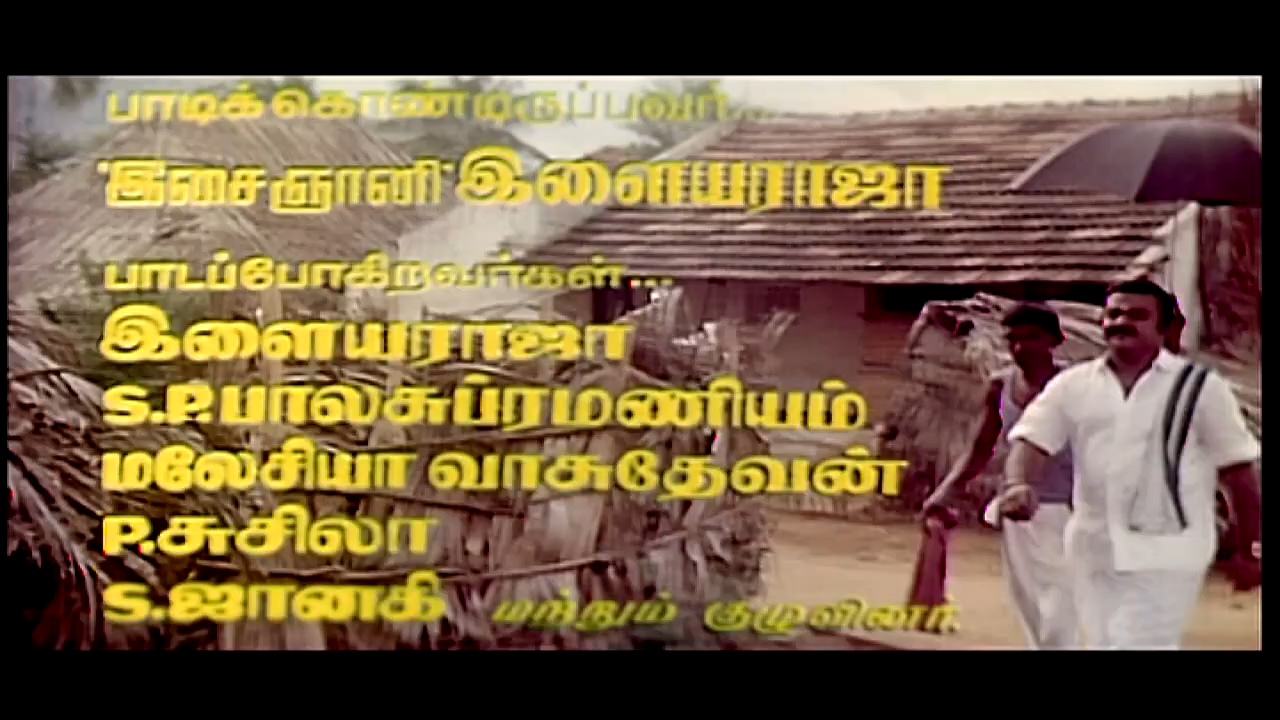 பாடிக் கொண்டிருப்பவர்...
"இசைஞானி" இளையராஜா
பாடப்போகிறவர்கள்...
இளையராஜா
S.P.பாலசுப்ரமணியம்
மலேசியா வாசுதேவன்
P.சுசிலா
S.ஜானகி மற்றும் குழுவினர்.